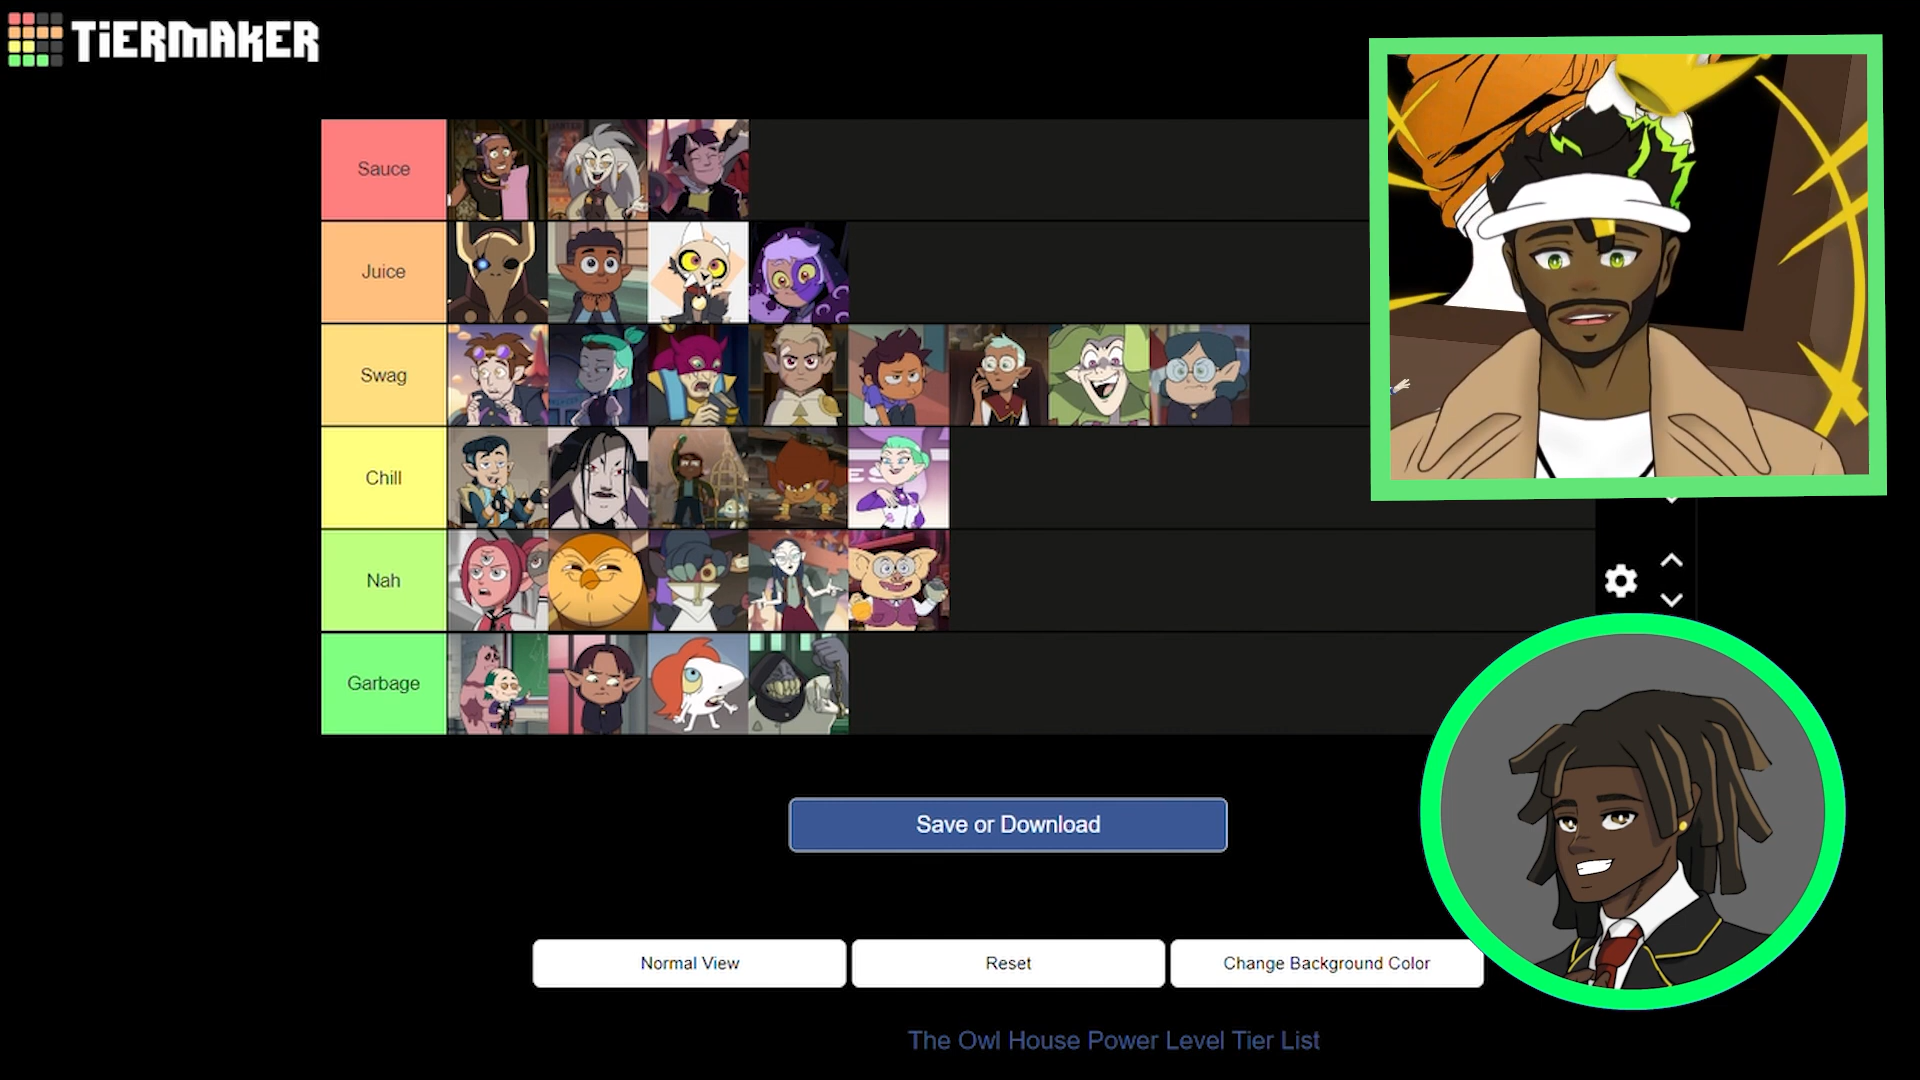 TiERMAKER
Sauce
Juice
Swag
Chill
Nah
Garbage
Save or Download
Normal View
Reset
Change Background Color
The Owl House Power Level Tier List